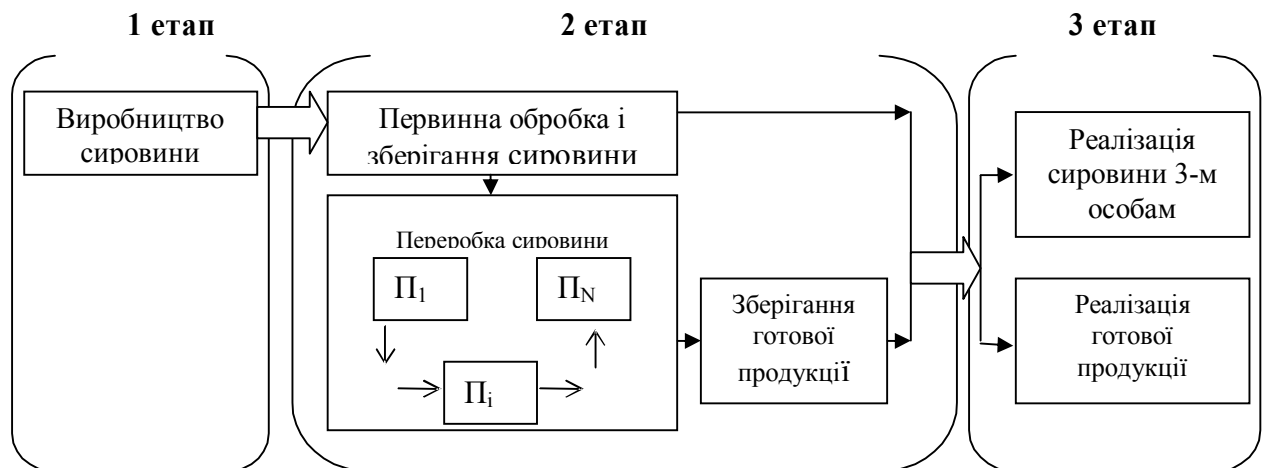 1 етап
2 етап
3 етап
Виробництво
сировини
Первинна обробка і
зберігання сировини
Переробка сировини
П1
ПN
Пi
Зберігання
готової
продукції
Реалізація
сировини 3-м
особам
Реалізація
готової
продукції